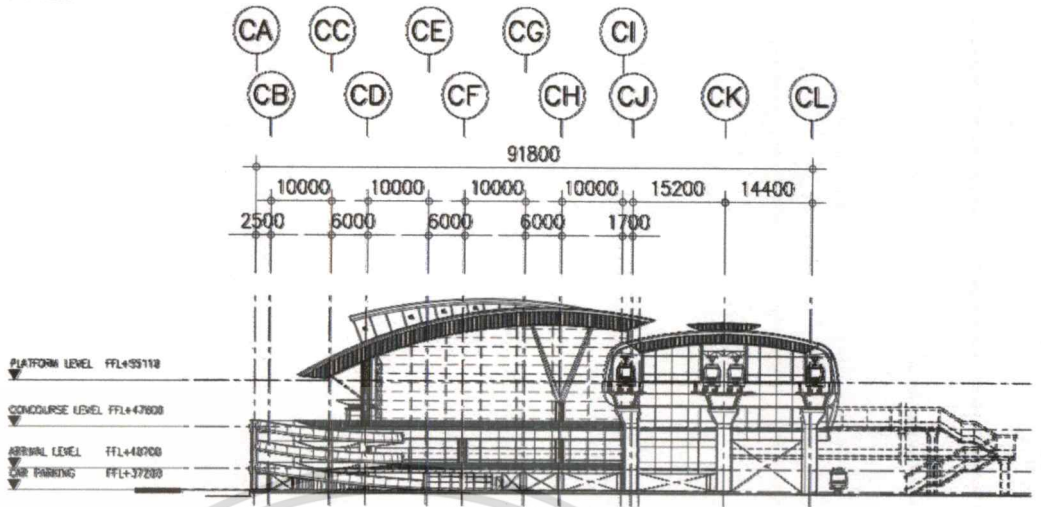 CA CC CE CG CI
CB CD CF CH CJ CK CL
91800
10000 10000 10000 10000 15200 14400
2500 6000 6000 6000 1700
PLATFORM LEVEL FFL+55110
CONCOURSE LEVEL FFL+47800
ARRIVAL LEVEL FFL+40700
CAR PARKING FFL+37200